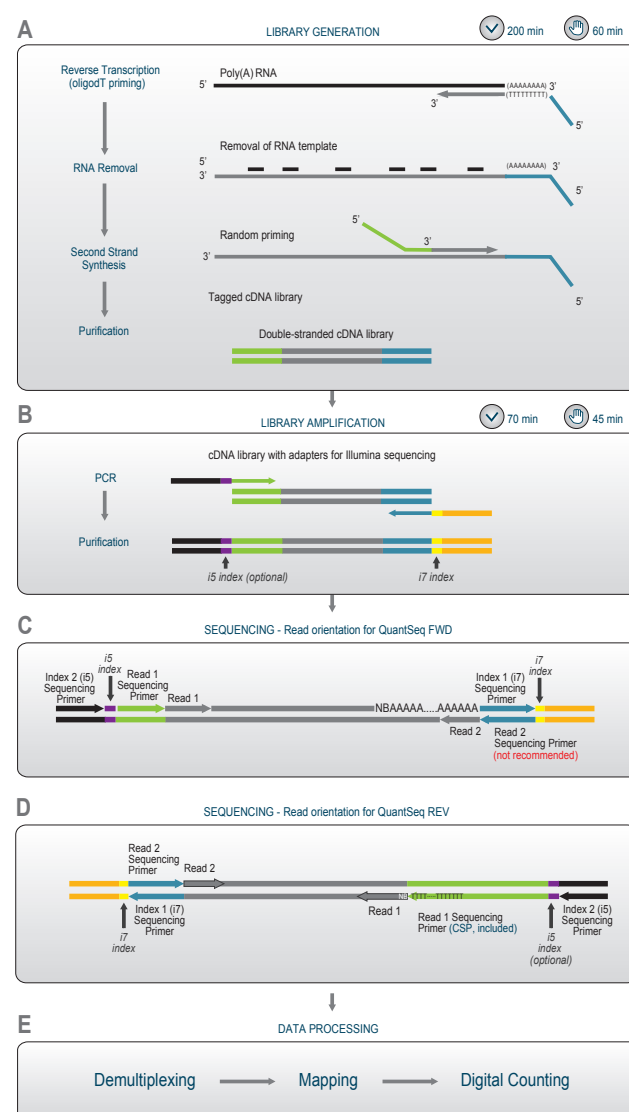 A
LIBRARY GENERATION
200 min
60 min
Reverse Transcription
(oligodT priming)
Poly(A) RNA
5’
(AAAAAAAA)
3’
(TTTTTTTTT)
3’
5’
Removal of RNA template
5’
3’
RNA Removal
(AAAAAAAA)
3’
5’
5’
Random priming
3’
3’
Second Strand
Synthesis
5’
Tagged cDNA library
Purification
Double-stranded cDNA library
B
LIBRARY AMPLIFICATION
70 min
45 min
cDNA library with adapters for Illumina sequencing
PCR
Purification
i5 index (optional)
i7 index
C
SEQUENCING - Read orientation for QuantSeq FWD
i5
index
Index 2 (i5)
Sequencing
Primer
Read 1
Sequencing
Primer
Read 1
Index 1 (i7)
Sequencing
Primer
i7
index
NBAAAAA.....AAAAAA
Read 2
Read 2
Sequencing Primer
(not recommended)
D
SEQUENCING - Read orientation for QuantSeq REV
Read 2
Sequencing
Primer
Read 2
NB
Index 1 (i7)
Sequencing
Primer
i7
index
Read 1
Read 1 Sequencing
Primer (CSP, included)
i5
index
(optional)
Index 2 (i5)
Sequencing
Primer
E
DATA PROCESSING
Demultiplexing
Mapping
Digital Counting